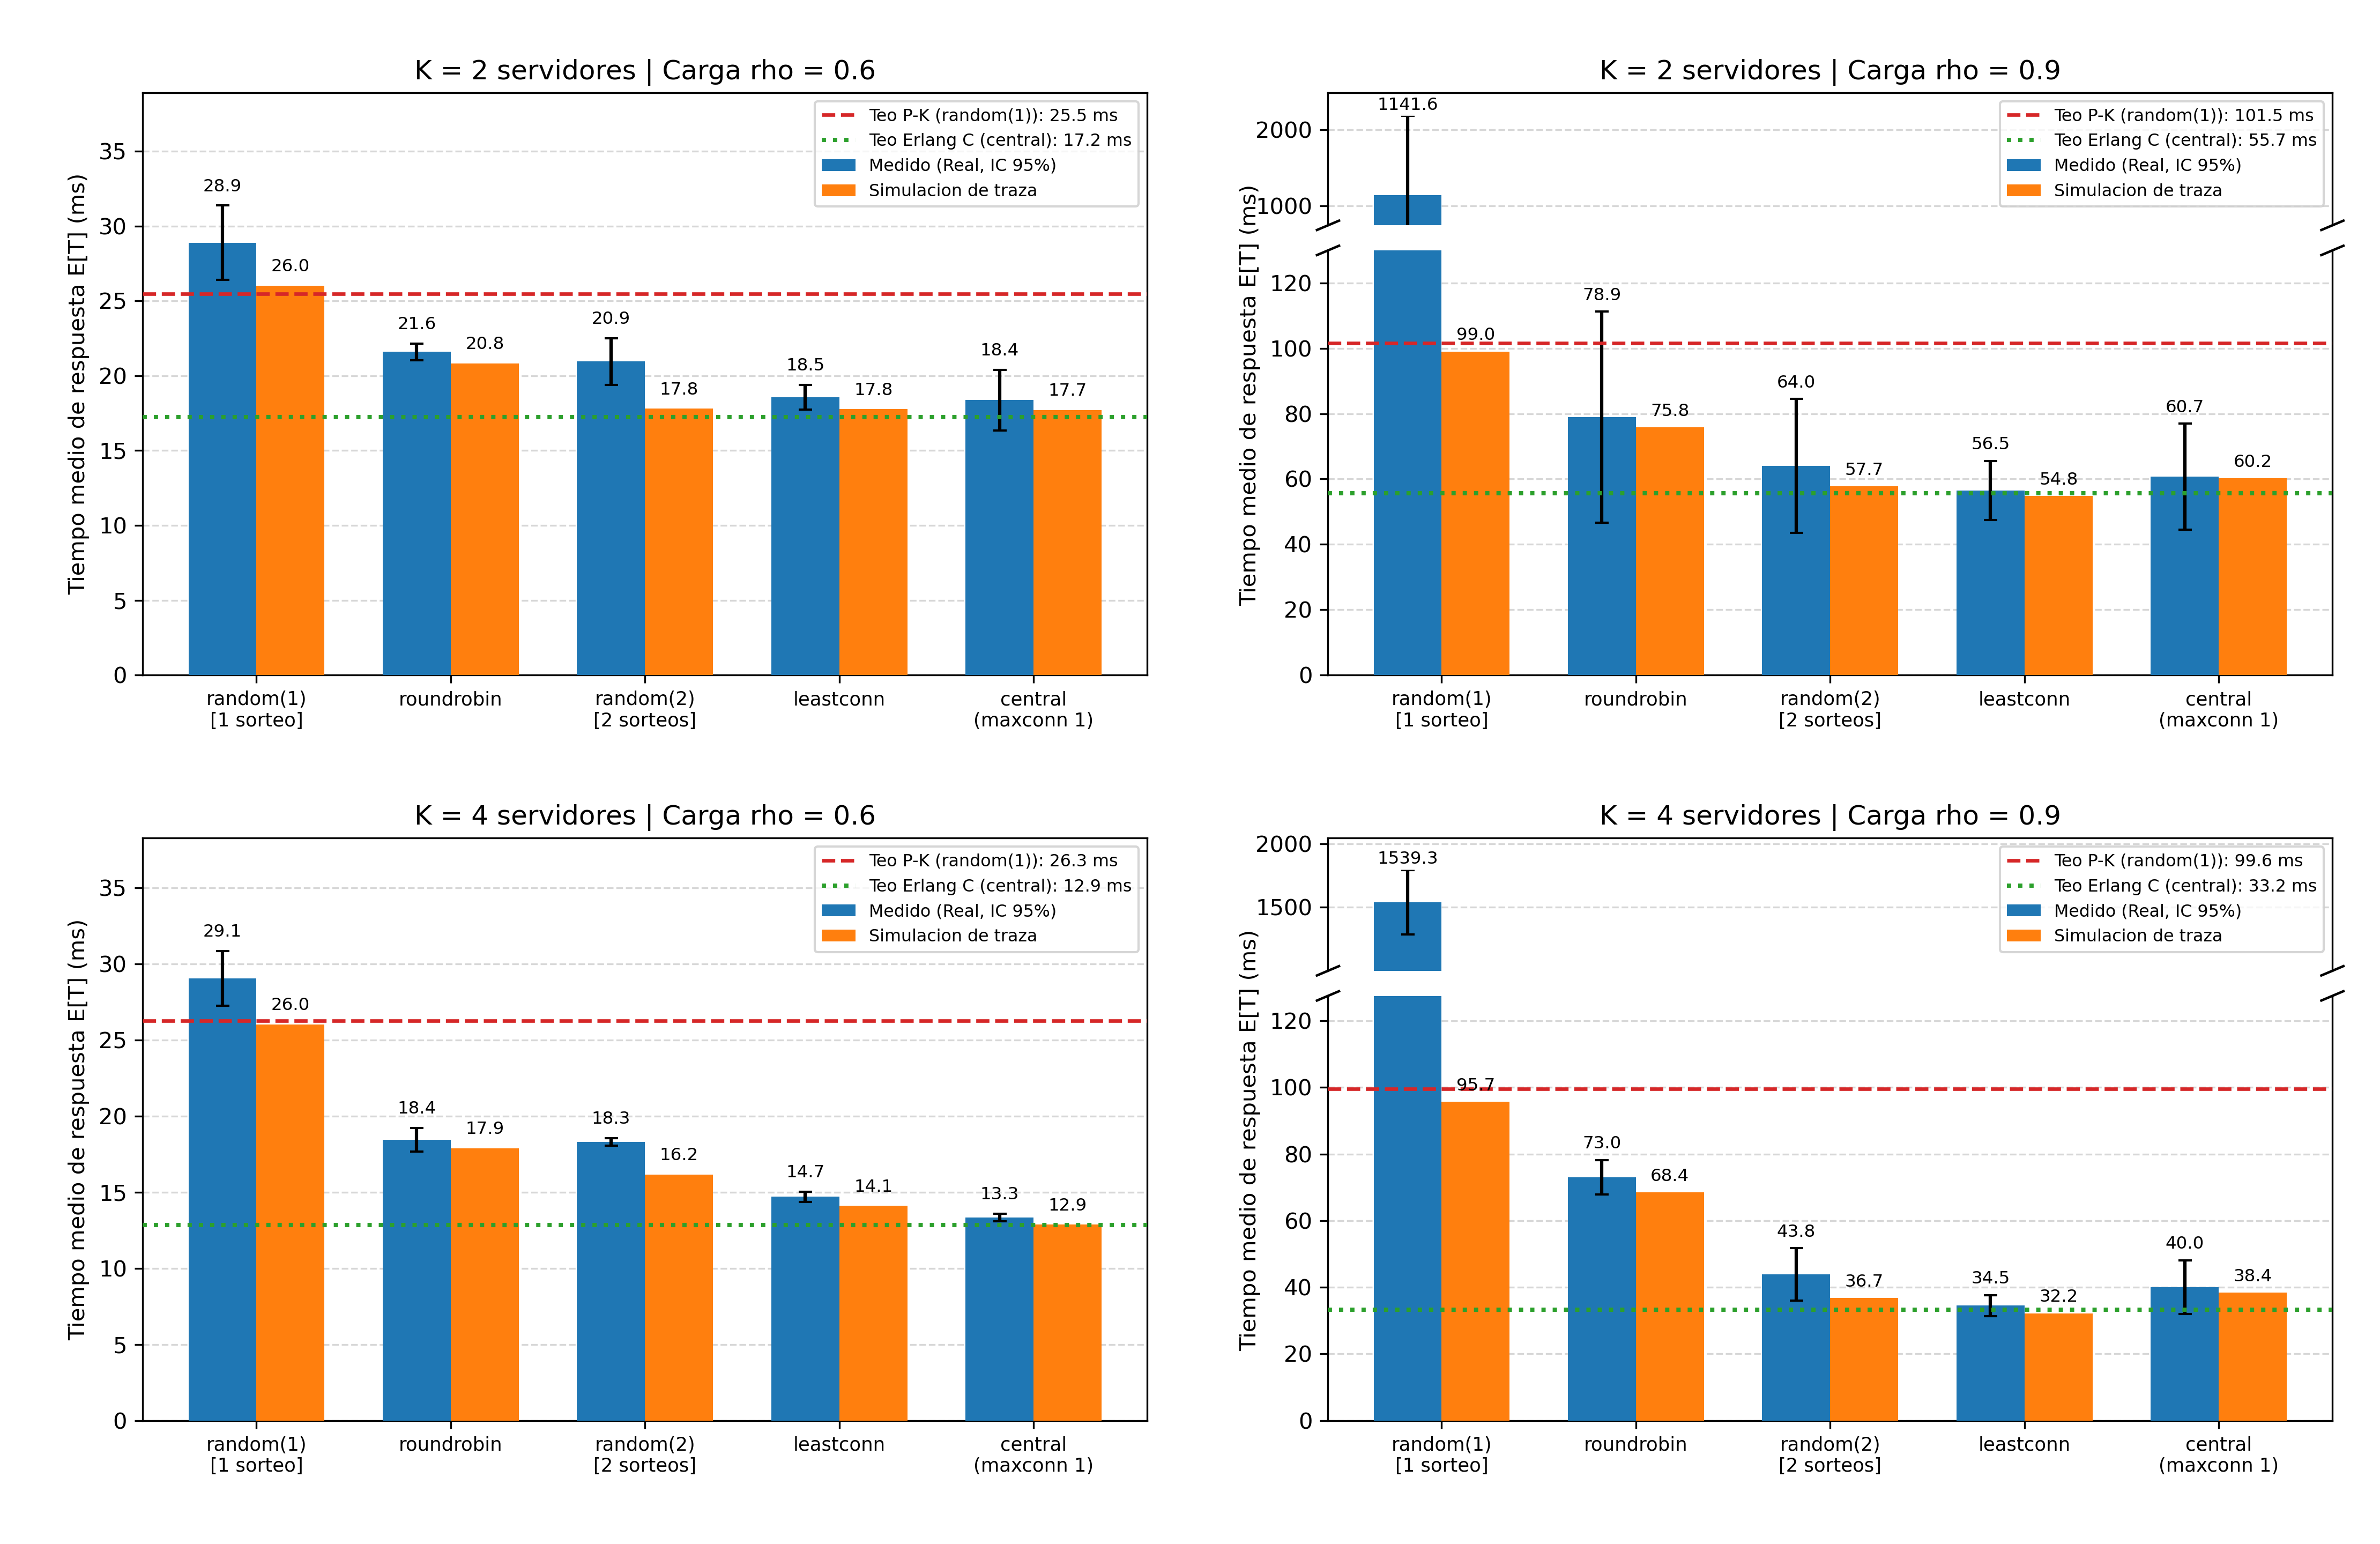 K = 2 servidores | Carga rho = 0.6
Tiempo medio de respuesta E[T] (ms)
35
30
25
20
15
10
5
0
Teo P-K (random(1)): 25.5 ms
Teo Erlang C (central): 17.2 ms
Medido (Real, IC 95%)
Simulacion de traza
28.9
26.0
21.6
20.8
20.9
17.8
18.5
17.8
18.4
17.7
random(1)
[1 sorteo]
roundrobin
random(2)
[2 sorteos]
leastconn
central
(maxconn 1)
K = 2 servidores | Carga rho = 0.9
Tiempo medio de respuesta E[T] (ms)
2000
1000
120
100
80
60
40
20
0
Teo P-K (random(1)): 101.5 ms
Teo Erlang C (central): 55.7 ms
Medido (Real, IC 95%)
Simulacion de traza
1141.6
99.0
78.9
75.8
64.0
57.7
56.5
54.8
60.7
60.2
random(1)
[1 sorteo]
roundrobin
random(2)
[2 sorteos]
leastconn
central
(maxconn 1)
K = 4 servidores | Carga rho = 0.6
Tiempo medio de respuesta E[T] (ms)
35
30
25
20
15
10
5
0
Teo P-K (random(1)): 26.3 ms
Teo Erlang C (central): 12.9 ms
Medido (Real, IC 95%)
Simulacion de traza
29.1
26.0
18.4
17.9
18.3
16.2
14.7
14.1
13.3
12.9
random(1)
[1 sorteo]
roundrobin
random(2)
[2 sorteos]
leastconn
central
(maxconn 1)
K = 4 servidores | Carga rho = 0.9
Tiempo medio de respuesta E[T] (ms)
2000
1500
120
100
80
60
40
20
0
Teo P-K (random(1)): 99.6 ms
Teo Erlang C (central): 33.2 ms
Medido (Real, IC 95%)
Simulacion de traza
1539.3
95.7
73.0
68.4
43.8
36.7
34.5
32.2
40.0
38.4
random(1)
[1 sorteo]
roundrobin
random(2)
[2 sorteos]
leastconn
central
(maxconn 1)